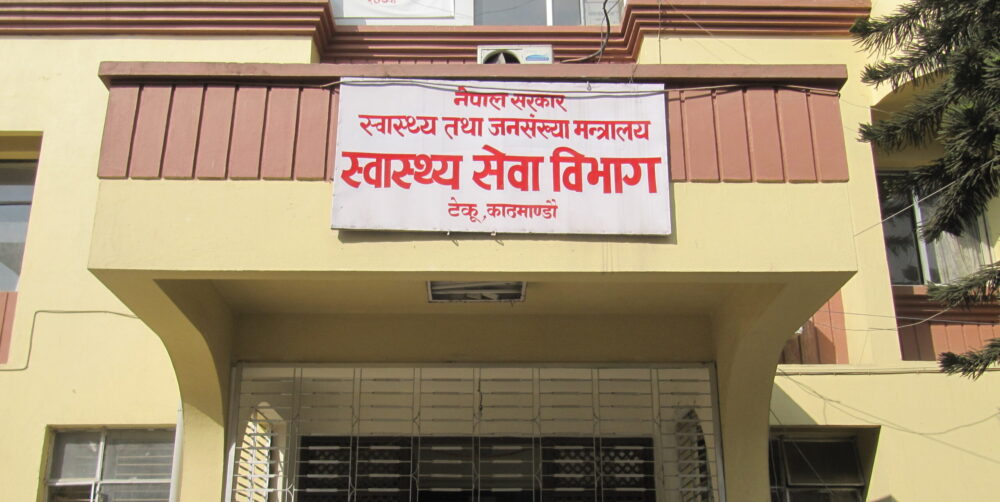 नेपाल सरकार
स्वास्थ्य तथा जनसंख्या मन्त्रालय
स्वास्थ्य सेवा विभाग
टेकू, काठमाण्डौ